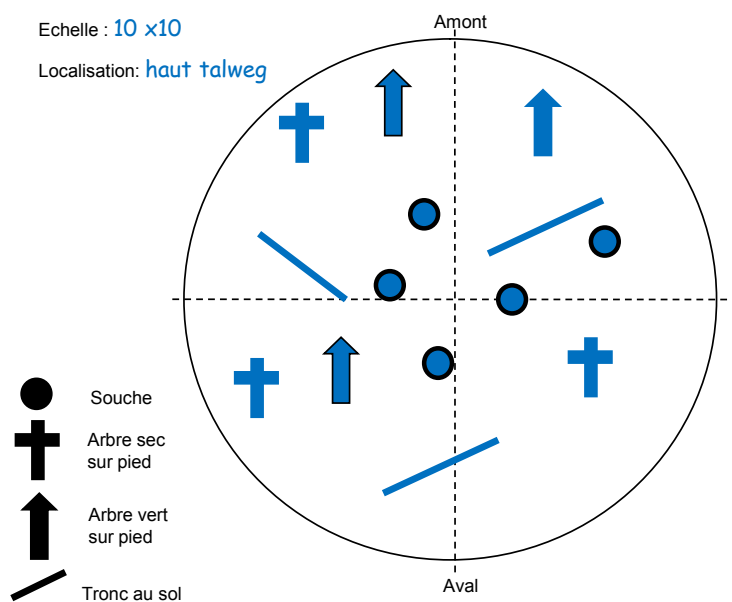 Echelle : 10 x10
Localisation: haut talweg
Amont
Souche
Arbre sec
sur pied
Arbre vert
sur pied
Tronc au sol
Aval